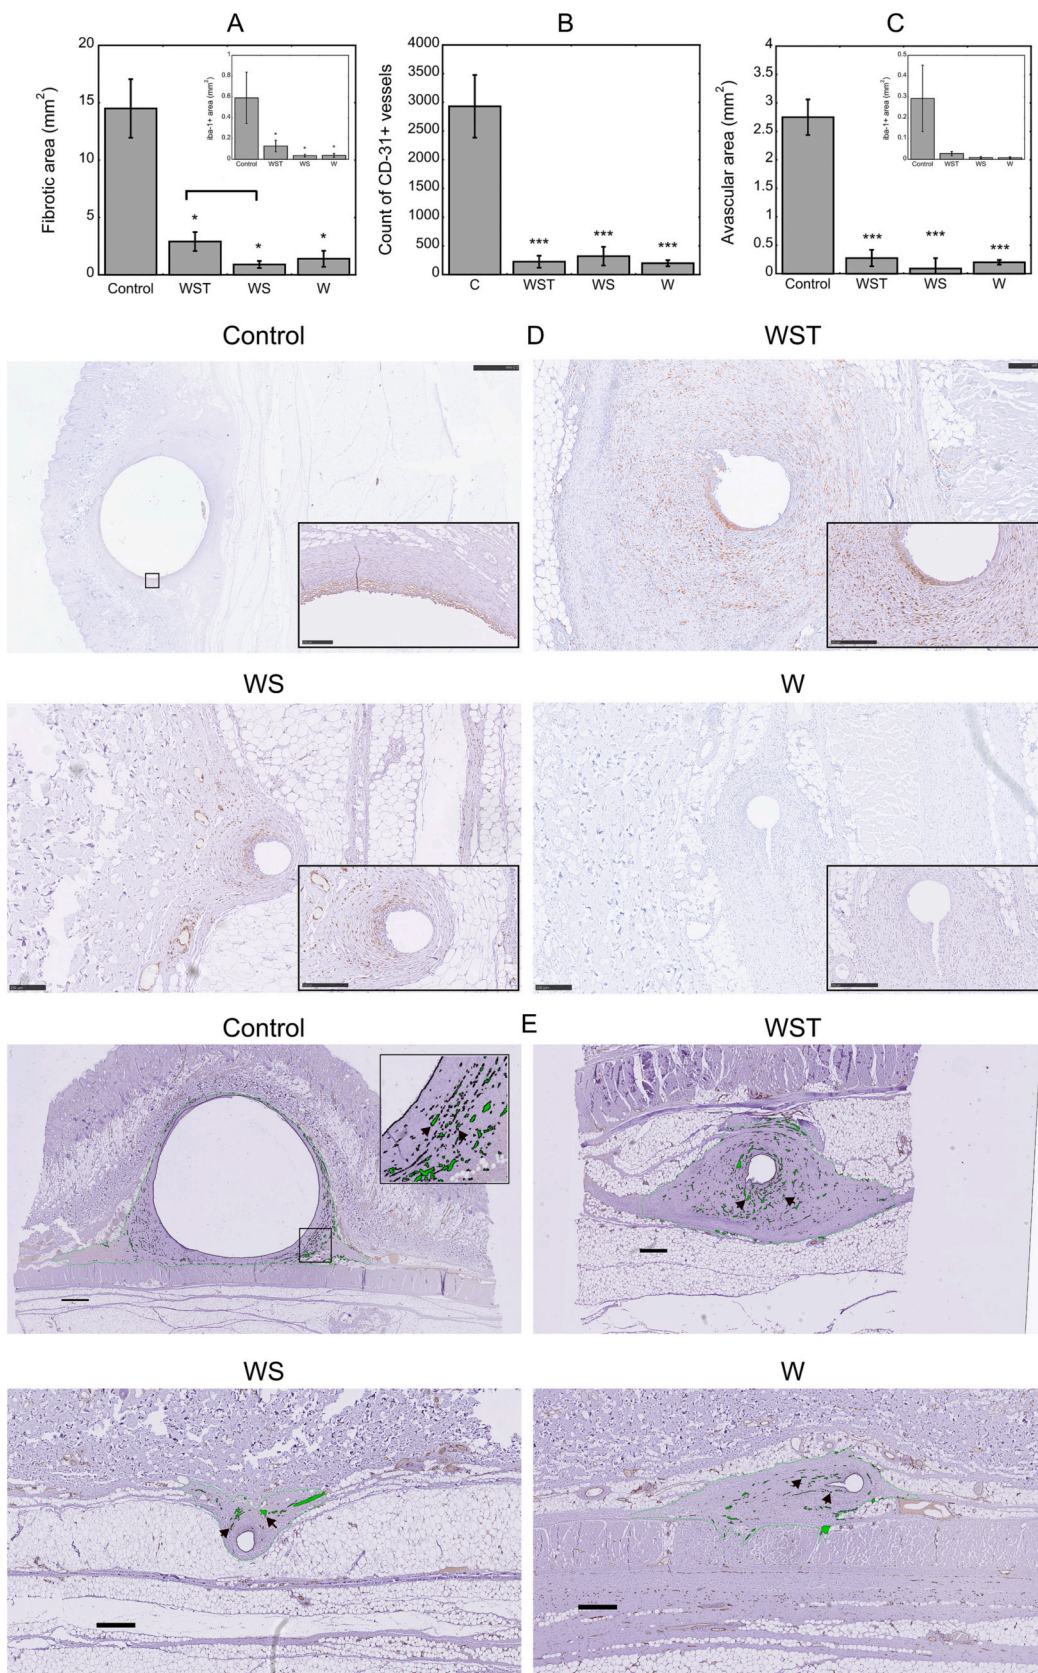 A
B
C
Fibrotic area (mm²)
20
15
10
5
0
iba-1+ area (mm²)
1
0.8
0.6
0.4
0.2
0
Control WST WS W
* * *
* * *
Control WST WS W
Count of CD-31+ vessels
4000
3500
3000
2500
2000
1500
1000
500
0
*** *** ***
C WST WS W
Avascular area (mm²)
4
3.5
3
2.5
2
1.5
1
0.5
0
iba-1+ area (mm²)
0.5
0.4
0.3
0.2
0.1
0
Control WST WS W
*** *** ***
Control WST WS W
Control D WST
WS W
Control E WST
WS W